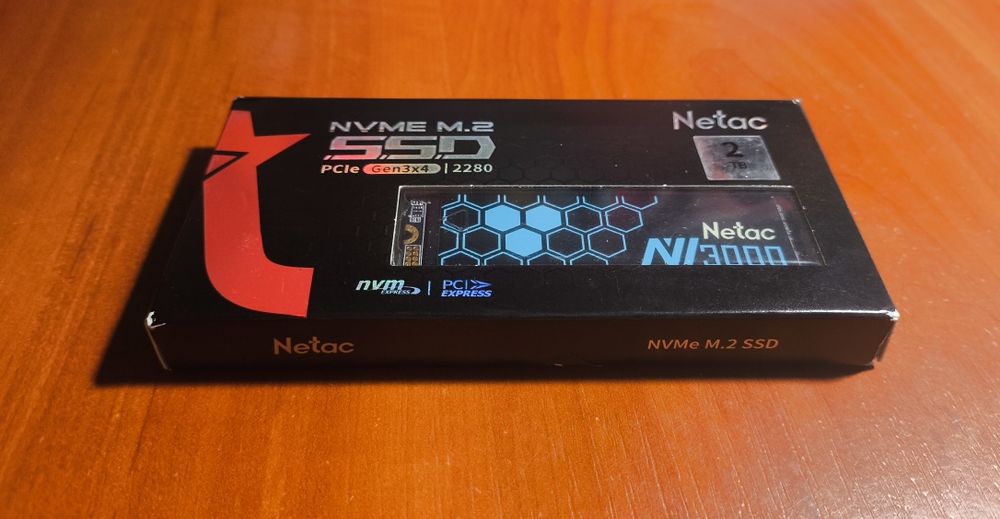 NVME M.2
SSD
PCIe Gen3x4 | 2280
Netac
2
TB
Netac
NV3000
nvm
EXPRESS
PCI
EXPRESS
Netac
NVMe M.2 SSD